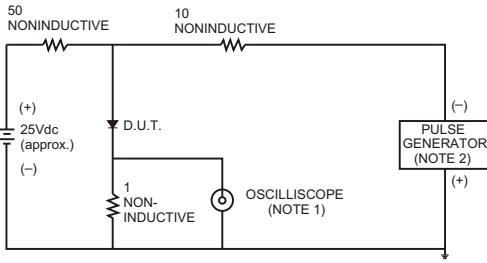 50
NONINDUCTIVE
10
NONINDUCTIVE
(+)
25Vdc
(approx.)
(–)
D.U.T.
1
NON-
INDUCTIVE
OSCILLISCOPE
(NOTE 1)
(–)
PULSE
GENERATOR
(NOTE 2)
(+)